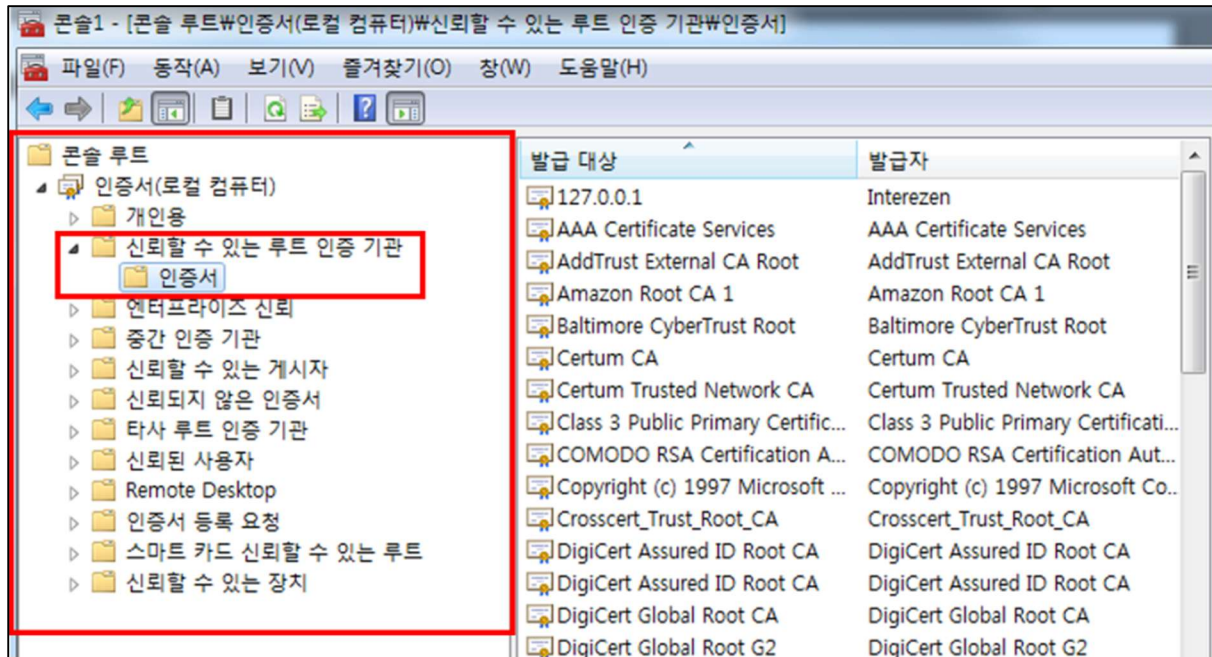 콘솔1 - [콘솔 루트₩인증서(로컬 컴퓨터)₩신뢰할 수 있는 루트 인증 기관₩인증서]
파일(F) 동작(A) 보기(V) 즐겨찾기(O) 창(W) 도움말(H)
콘솔 루트
인증서(로컬 컴퓨터)
개인용
신뢰할 수 있는 루트 인증 기관
인증서
엔터프라이즈 신뢰
중간 인증 기관
신뢰할 수 있는 게시자
신뢰되지 않은 인증서
타사 루트 인증 기관
신뢰된 사용자
Remote Desktop
인증서 등록 요청
스마트 카드 신뢰할 수 있는 루트
신뢰할 수 있는 장치
발급 대상 발급자
127.0.0.1 Interezen
AAA Certificate Services AAA Certificate Services
AddTrust External CA Root AddTrust External CA Root
Amazon Root CA 1 Amazon Root CA 1
Baltimore CyberTrust Root Baltimore CyberTrust Root
Certum CA Certum CA
Certum Trusted Network CA Certum Trusted Network CA
Class 3 Public Primary Certific... Class 3 Public Primary Certificati...
COMODO RSA Certification A... COMODO RSA Certification Aut...
Copyright (c) 1997 Microsoft ... Copyright (c) 1997 Microsoft Co...
Crosscert_Trust_Root_CA Crosscert_Trust_Root_CA
DigiCert Assured ID Root CA DigiCert Assured ID Root CA
DigiCert Assured ID Root CA DigiCert Assured ID Root CA
DigiCert Global Root CA DigiCert Global Root CA
DigiCert Global Root G2 DigiCert Global Root G2